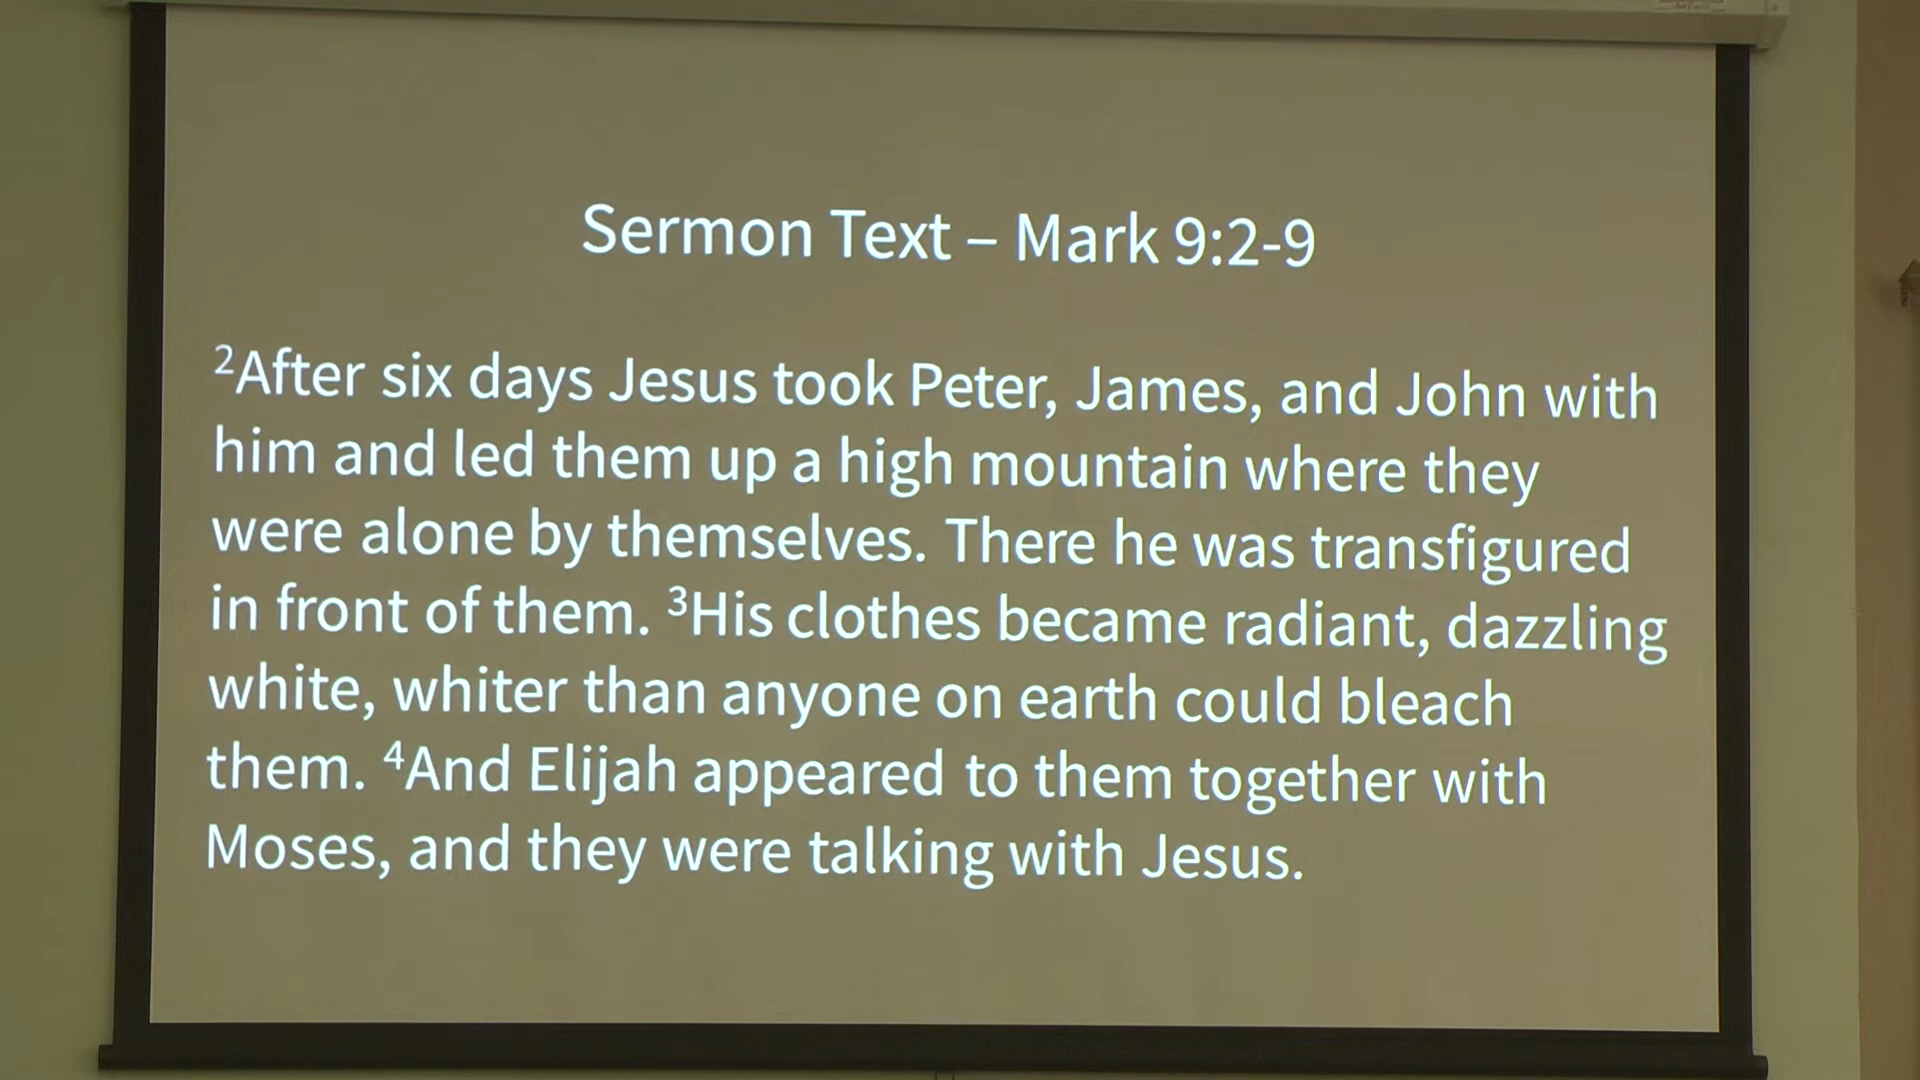 Sermon Text – Mark 9:2-9
²After six days Jesus took Peter, James, and John with
him and led them up a high mountain where they
were alone by themselves. There he was transfigured
in front of them. ³His clothes became radiant, dazzling
white, whiter than anyone on earth could bleach
them. ⁴And Elijah appeared to them together with
Moses, and they were talking with Jesus.